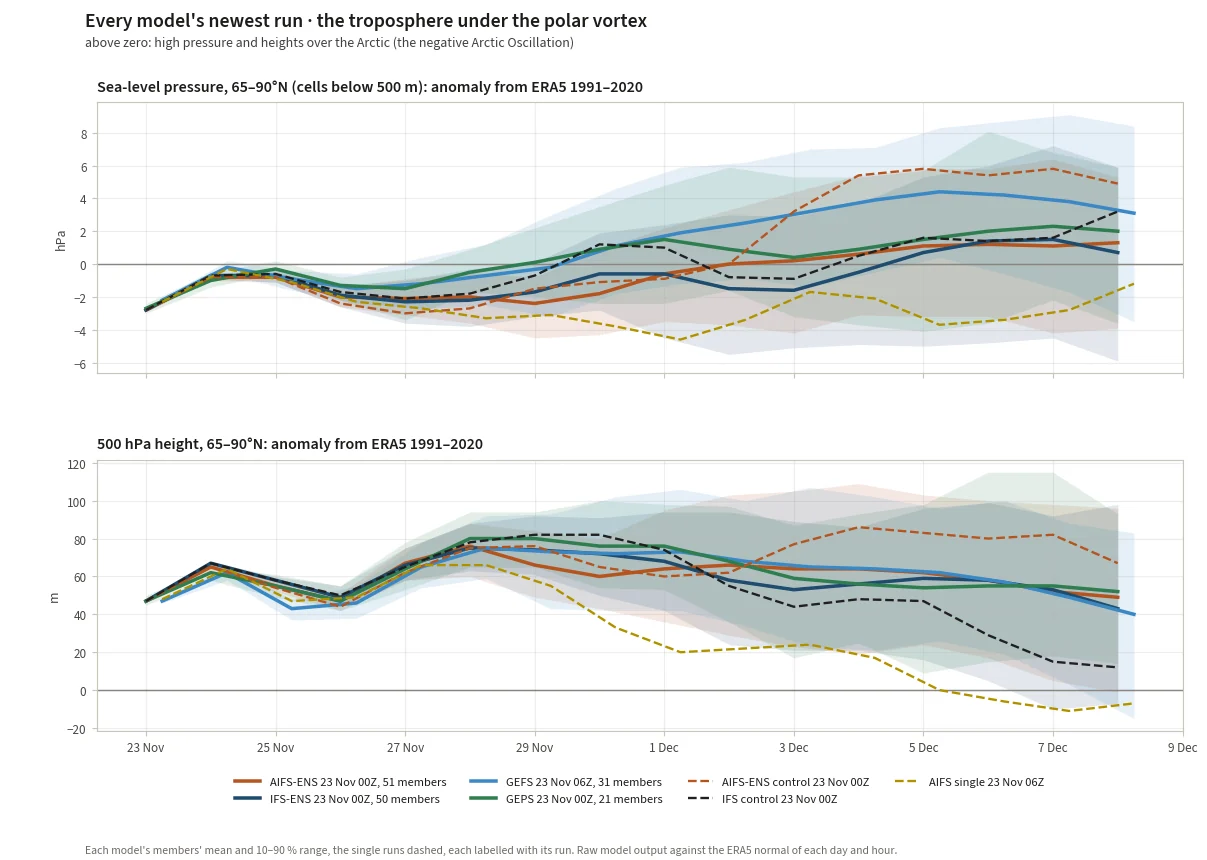 Every model's newest run · the troposphere under the polar vortex
above zero: high pressure and heights over the Arctic (the negative Arctic Oscillation)
Sea-level pressure, 65–90°N (cells below 500 m): anomaly from ERA5 1991–2020
8
6
4
2
0
−2
−4
−6
hPa
500 hPa height, 65–90°N: anomaly from ERA5 1991–2020
120
100
80
60
40
20
0
−20
m
23 Nov 25 Nov 27 Nov 29 Nov 1 Dec 3 Dec 5 Dec 7 Dec 9 Dec
AIFS-ENS 23 Nov 00Z, 51 members GEFS 23 Nov 06Z, 31 members AIFS-ENS control 23 Nov 00Z AIFS single 23 Nov 06Z
IFS-ENS 23 Nov 00Z, 50 members GEPS 23 Nov 00Z, 21 members IFS control 23 Nov 00Z
Each model's members' mean and 10–90 % range, the single runs dashed, each labelled with its run. Raw model output against the ERA5 normal of each day and hour.